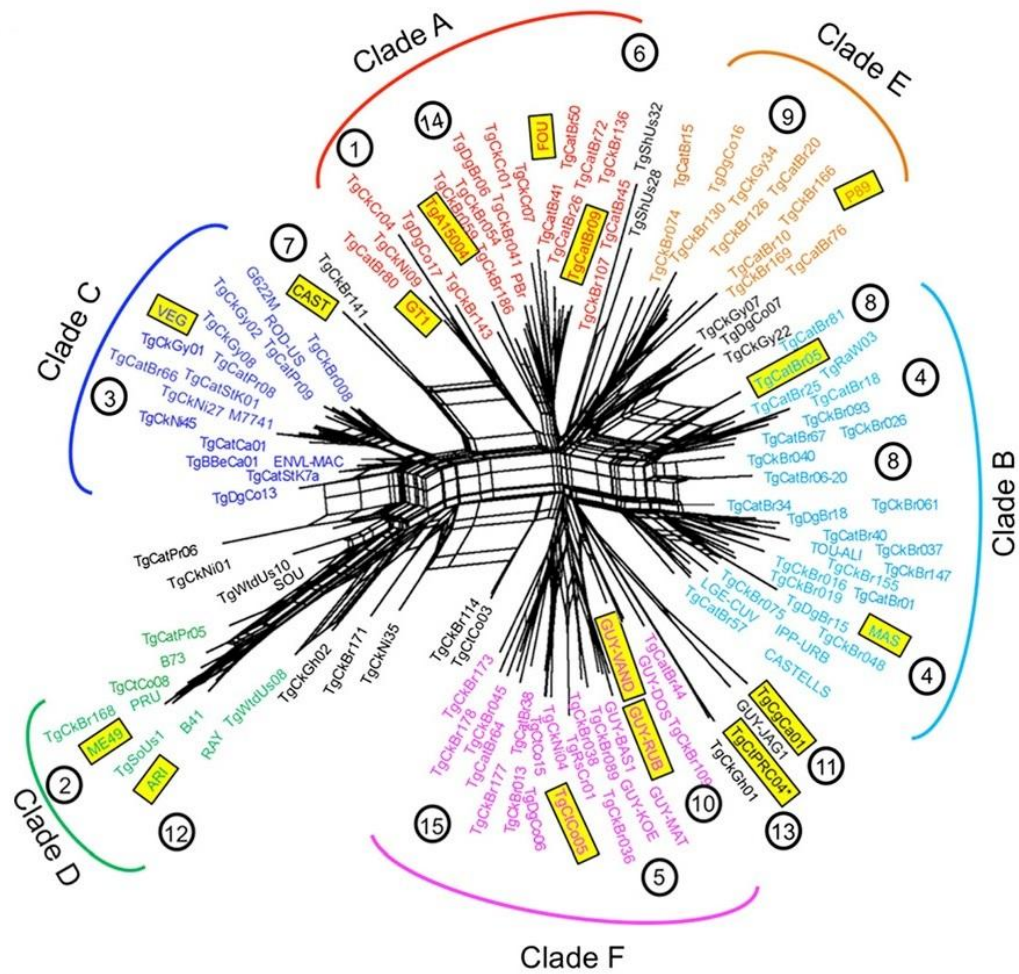 Clade A
6
14
1
TgCkCr04
TgDgCo17
TgCkNi09
TgCatBr80
GT1
TgA15004
TgDgBr06
TgCkBr059
TgCkBr054
TgCkCr01
TgCkBr041
TgCkBr186
TgCkBr143
TgCkCr07
PBr
FOU
TgCatBr41
TgCatBr50
TgCatBr26
TgCatBr72
TgCkBr136
TgCatBr09
TgCatBr45
TgCkBr107
TgShUs32
TgShUs28
Clade E
9
TgCatBr15
TgDgCo16
TgCkBr074
TgCkBr130
TgCkGy34
TgCkBr126
TgCatBr20
TgCkBr166
P89
TgCatBr10
TgCkBr169
TgCatBr76
TgCkGy07
TgDgCo07
TgCkGy22
Clade B
8
TgCatBr81
TgCatBr05
TgRaW03
4
TgCatBr25
TgCatBr18
TgCkBr093
TgCatBr67
TgCkBr026
TgCkBr040
8
TgCatBr06-20
TgCatBr34
TgCkBr061
TgDgBr18
TgCatBr40
TOU-ALI
TgCkBr037
TgCkBr155
TgCkBr016
TgCkBr147
TgCkBr019
TgCatBr01
TgCkBr075
TgDgBr15
LGE-CUV
TgCatBr57
MAS
IPP-URB
TgCkBr048
CASTELLS
4
TgCgCa01
GUY-JAG1
11
TgCtPRC04*
TgCkGh01
13
Clade F
10
5
15
GUY-VAND
TgCatBr44
GUY-DOS
GUY-RUB
TgCkBr109
GUY-BAS1
GUY-MAT
GUY-KOE
TgCkBr089
TgCkBr036
TgCkBr038
TgRsCr01
TgCkNi04
TgCtCo05
TgCatBr38
TgCtCo15
TgDgCo06
TgCkBr013
TgCkBr045
TgCatBr64
TgCkBr177
TgCkBr173
TgCkBr178
TgCtCo03
TgCkBr114
TgCkNi35
TgCkBr171
TgCkGh02
Clade D
2
12
TgWtdUs08
RAY
B41
ARI
TgSoUs1
ME49
TgCkBr168
PRU
TgCtCo08
B73
TgCatPr05
SOU
TgWtdUs10
TgCkNi01
TgCatPr06
Clade C
3
7
CAST
TgCkBr141
G622M
ROD-US
TgCkBr008
TgCkGy02
TgCatPr09
VEG
TgCkGy08
TgCatPr08
TgCkGy01
TgCatStK01
TgCatBr66
M7741
TgCkNi27
TgCkNi45
TgCatCa01
TgBBeCa01
ENVL-MAC
TgCatStK7a
TgDgCo13